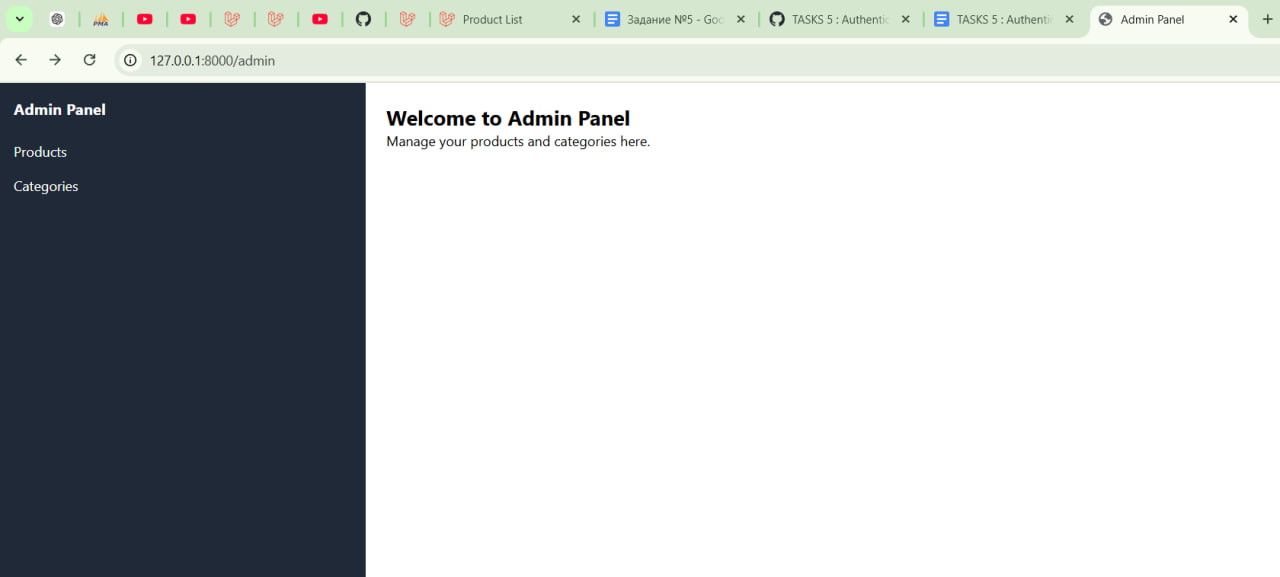 PMA
Product List
Задание №5 - Goo
TASKS 5 : Authentic
TASKS 5 : Authentic
Admin Panel
127.0.0.1:8000/admin
Admin Panel
Products
Categories
Welcome to Admin Panel
Manage your products and categories here.